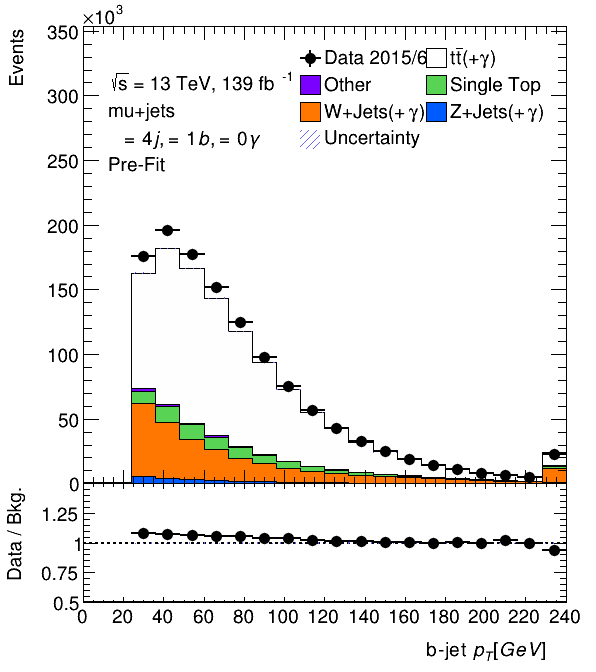 ×10³
Events
350
300
250
200
150
100
50
0
√s = 13 TeV, 139 fb⁻¹
mu+jets
= 4j, = 1b, = 0γ
Pre-Fit
Data 2015/6
tt̄(+γ)
Other
Single Top
W+Jets(+γ)
Z+Jets(+γ)
Uncertainty
Data / Bkg.
1.25
1
0.75
0.5
0 20 40 60 80 100 120 140 160 180 200 220 240
b-jet p_T[GeV]